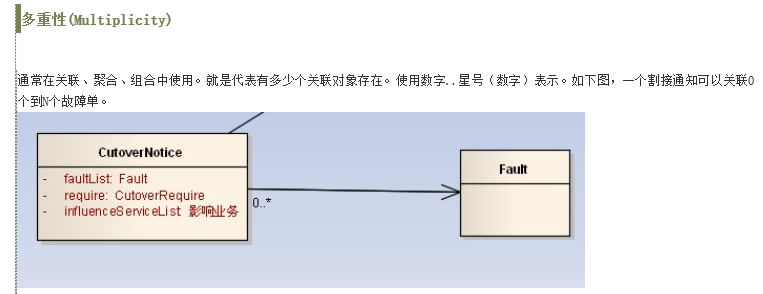 多重性(Multiplicity)
通常在关联、聚合、组合中使用。就是代表有多少个关联对象存在。使用数字..星号（数字）表示。如下图，一个割接通知可以关联0
个到N个故障单。
CutoverNotice
- faultList: Fault
- require: CutoverRequire
- influenceServiceList 影响业务
0..*
Fault